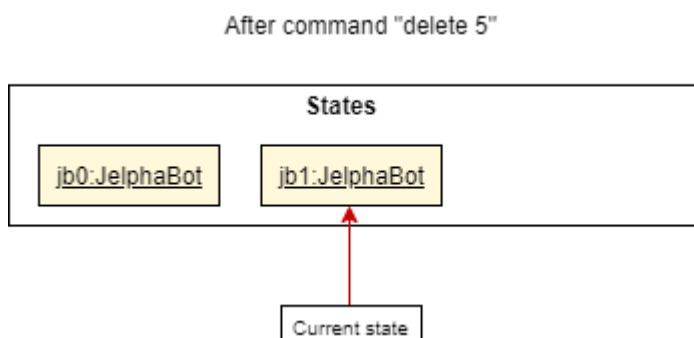 After command "delete 5"
States
jb0:JelphaBot
jb1:JelphaBot
Current state